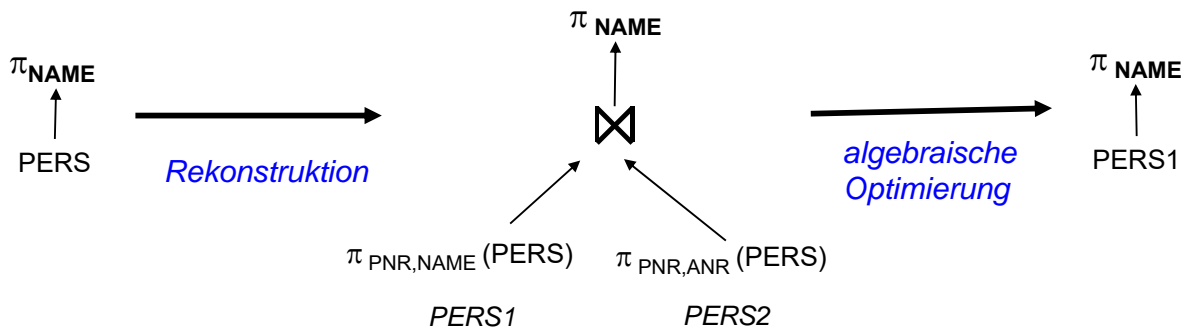 π NAME
PERS
Rekonstruktion
π NAME
⋈
π PNR,NAME (PERS)
PERS1
π PNR,ANR (PERS)
PERS2
algebraische
Optimierung
π NAME
PERS1